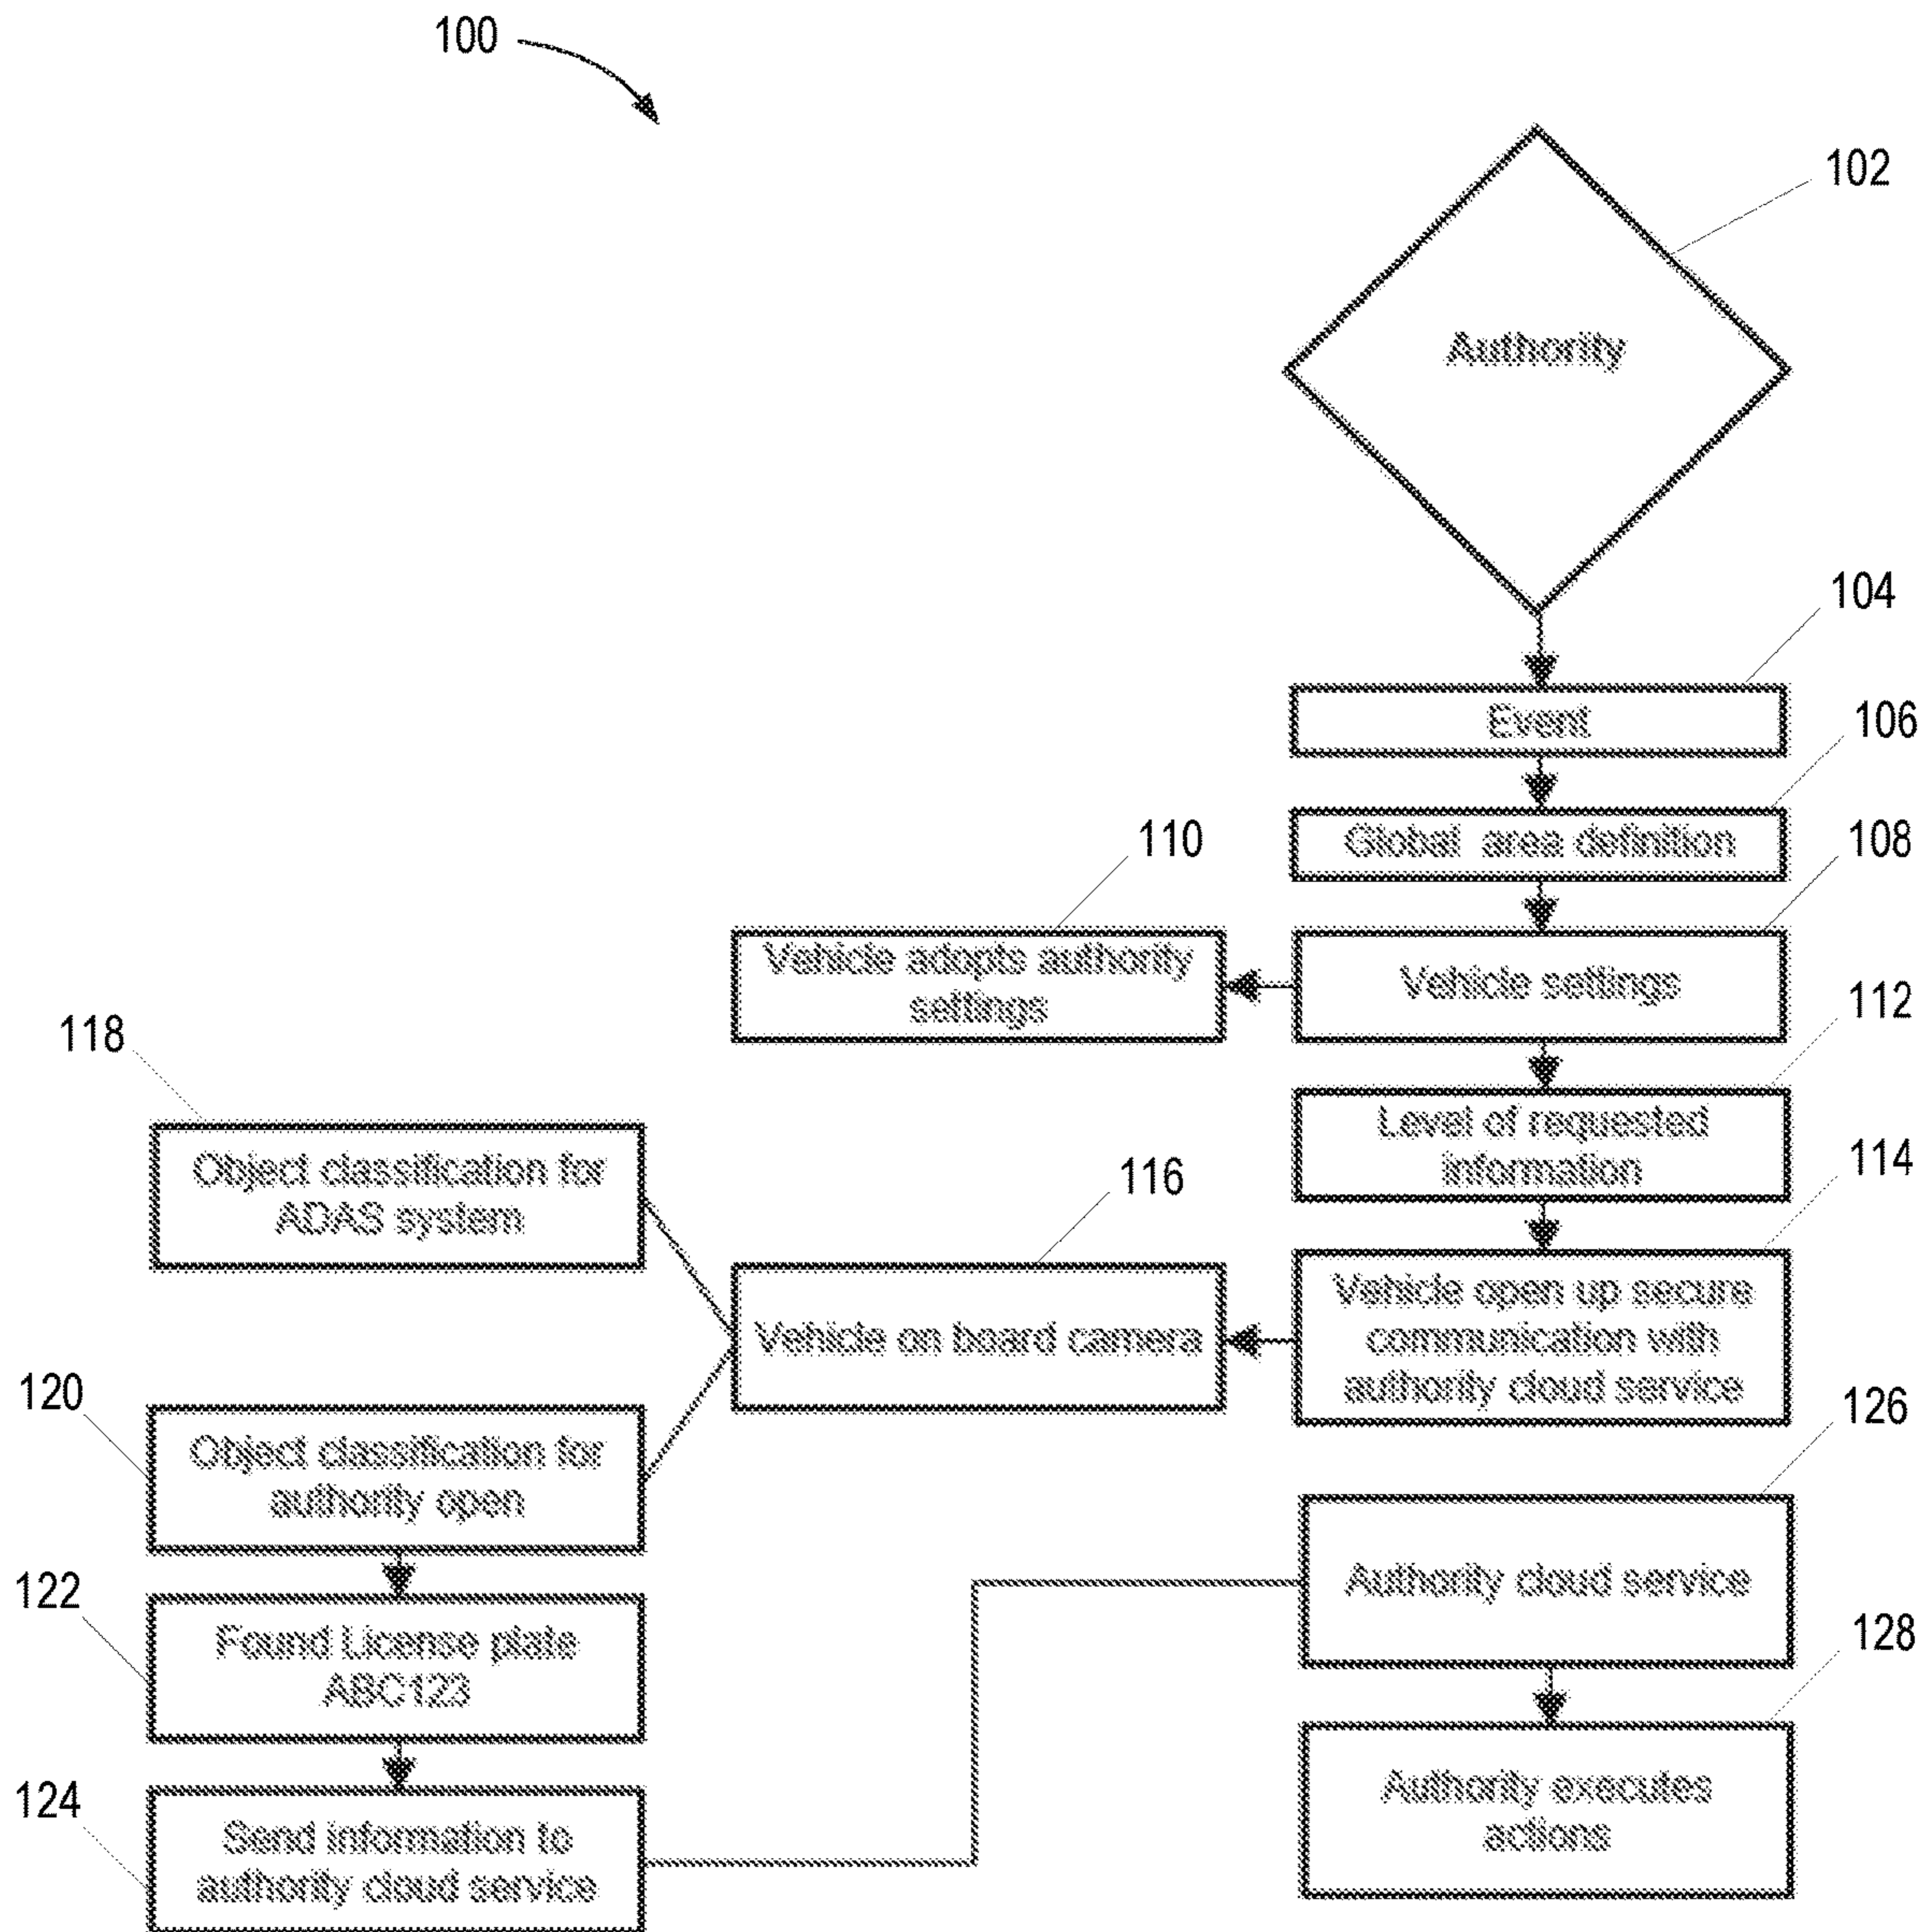 100
102
Authority
104
Event
106
Global area definition
108
110
Vehicle adopts authority
settings
Vehicle settings
112
118
Level of requested
information
114
Object classification for
ADAS system
116
Vehicle on board camera
Vehicle open up secure
communication with
authority cloud service
120
126
Object classification for
authority open
Authority cloud service
122
Found License plate
ABC123
128
124
Send information to
authority cloud service
Authority executes
actions